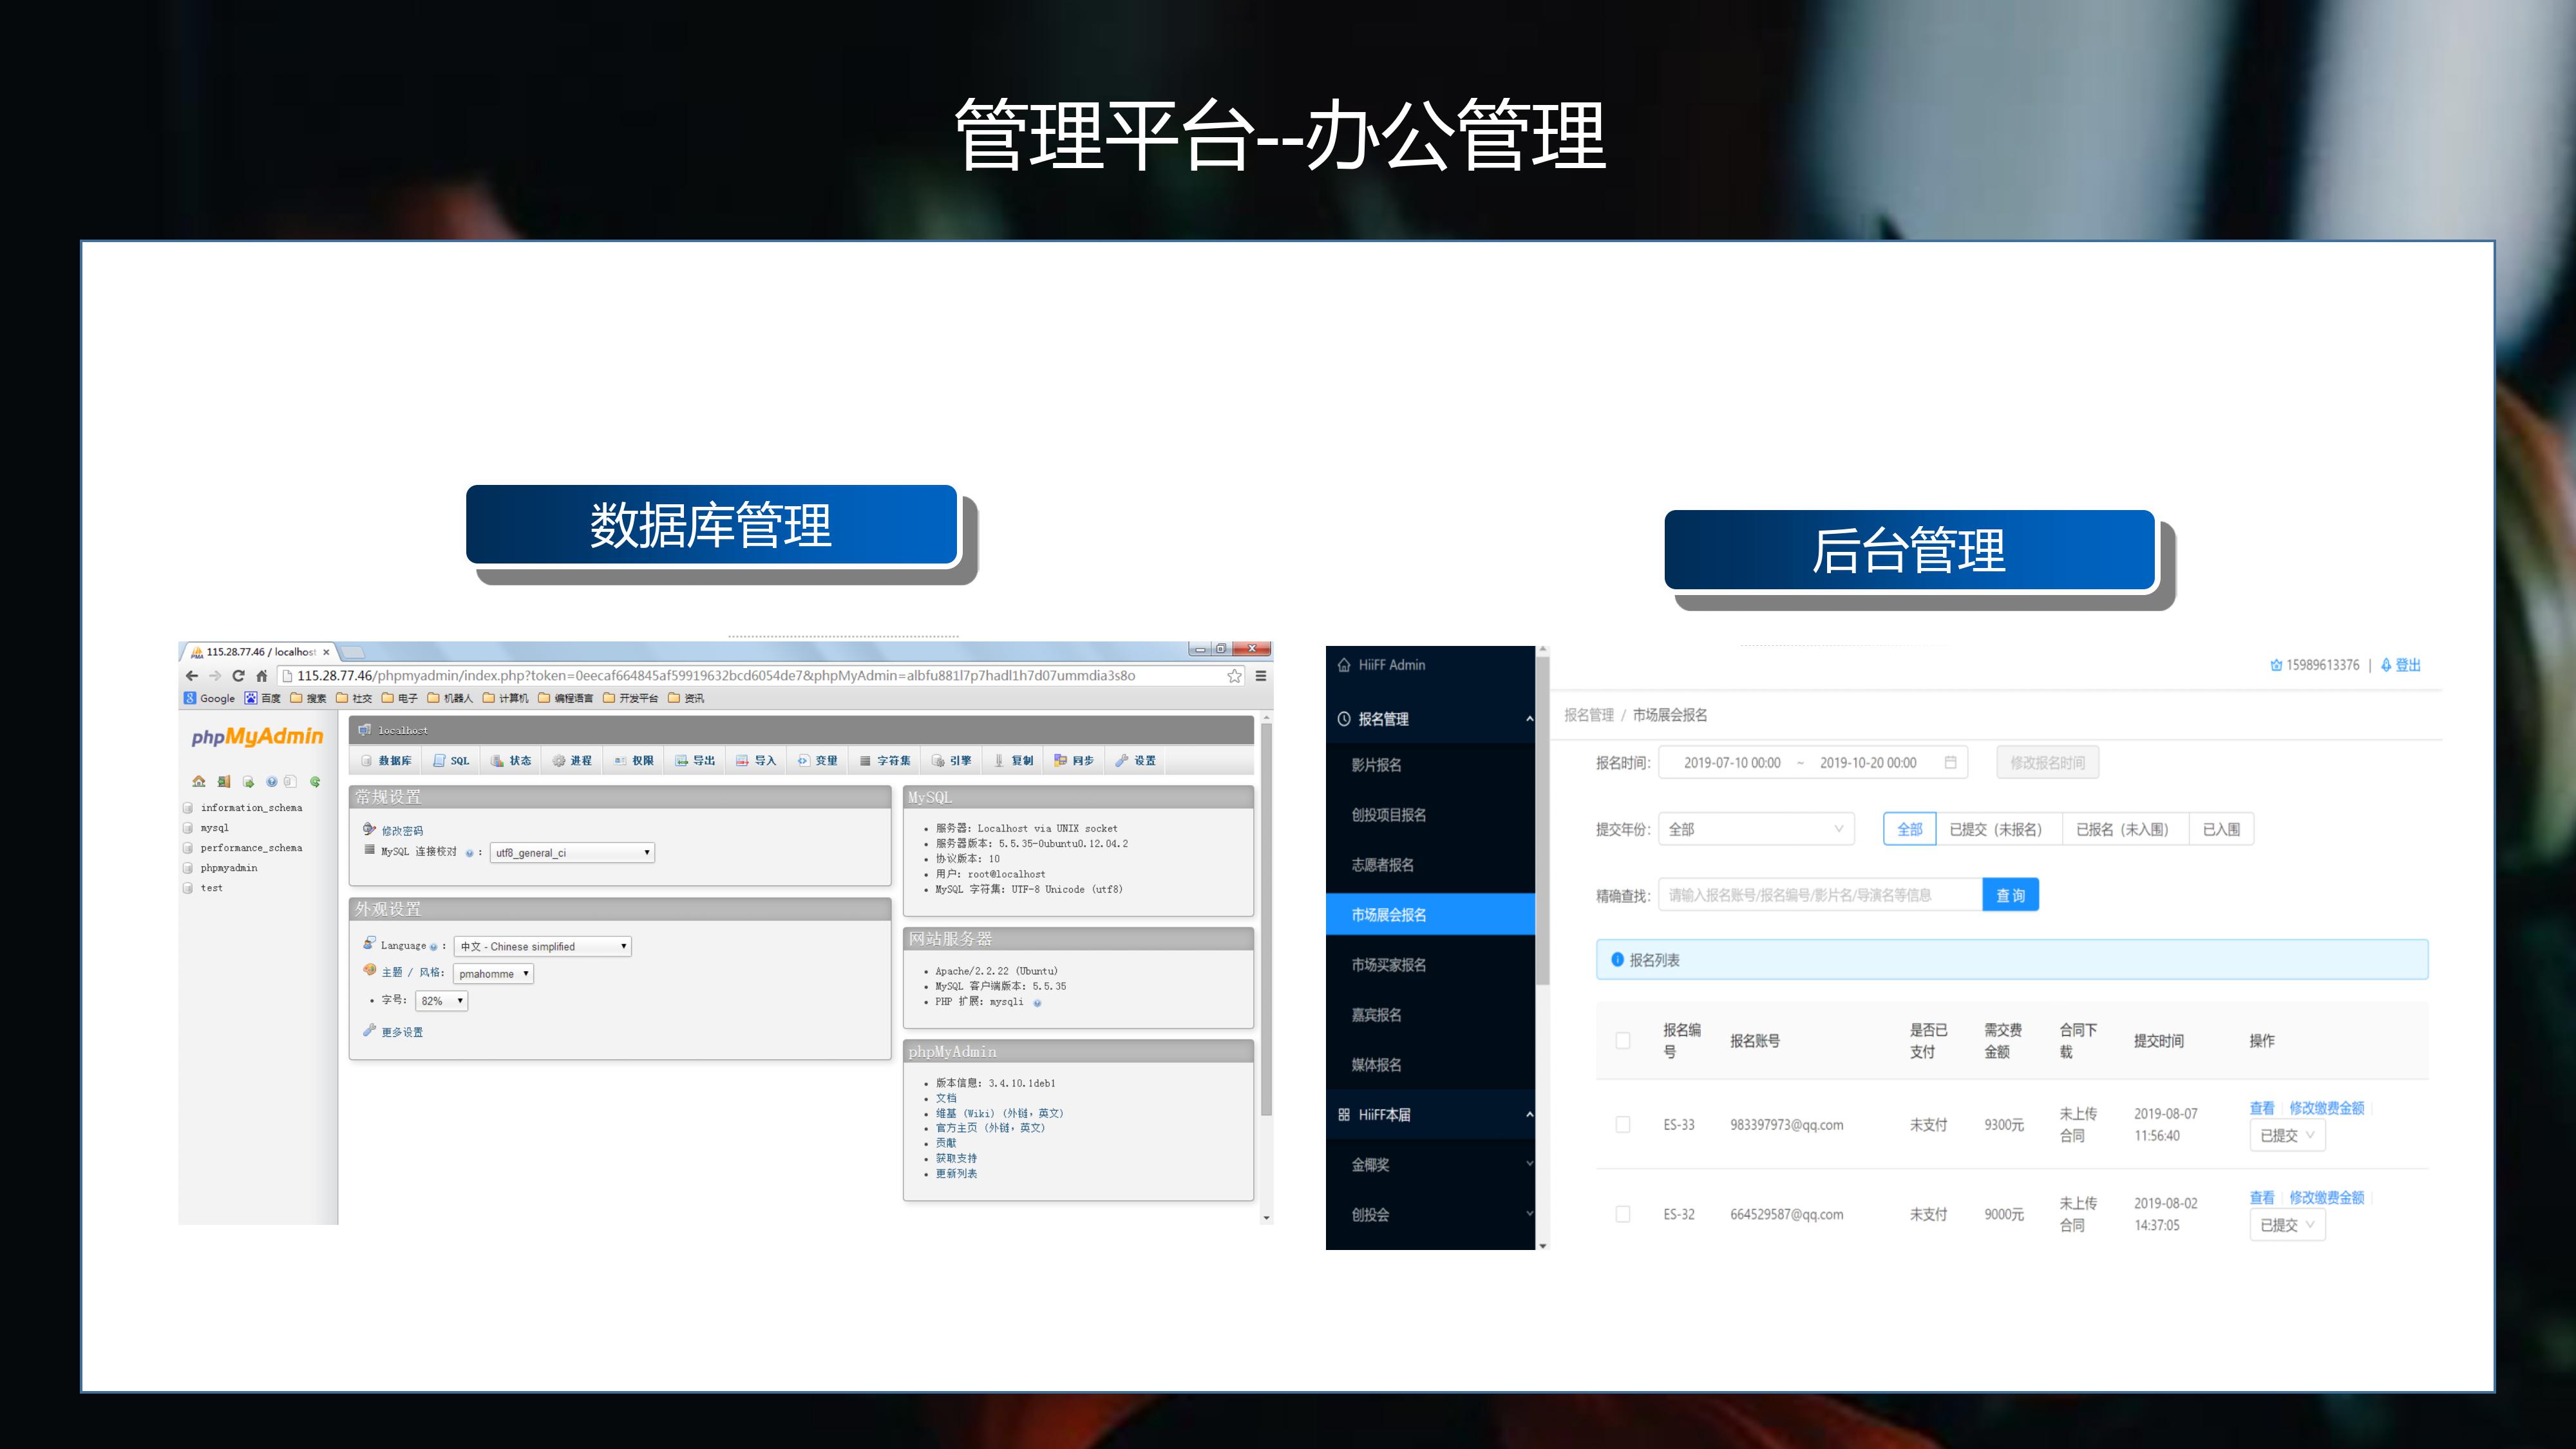 管理平台--办公管理
数据库管理
后台管理
115.28.77.46 / localhost
115.28.77.46/phpmyadmin/index.php?token=0eecaf664845af59919632bcd6054de7&phpMyAdmin=albfu881l7p7hadl1h7d07ummdia3s8o
Google 百度 搜索 社交 电子 机器人 计算机 编程语言 开发平台 资讯
phpMyAdmin
information_schema
mysql
performance_schema
phpmyadmin
test
localhost
数据库 SQL 状态 进程 权限 导出 导入 变量 字符集 引擎 复制 同步 设置
常规设置
修改密码
MySQL 连接校对 : utf8_general_ci
外观设置
Language : 中文 - Chinese simplified
主题 / 风格: pmahomme
字号: 82%
更多设置
MySQL
服务器: Localhost via UNIX socket
服务器版本: 5.5.35-0ubuntu0.12.04.2
协议版本: 10
用户: root@localhost
MySQL 字符集: UTF-8 Unicode (utf8)
网站服务器
Apache/2.2.22 (Ubuntu)
MySQL 客户端版本: 5.5.35
PHP 扩展: mysqli
phpMyAdmin
版本信息: 3.4.10.1deb1
文档
维基 (Wiki) (外链，英文)
官方主页 (外链，英文)
贡献
获取支持
更新列表
HiiFF Admin
报名管理
影片报名
创投项目报名
志愿者报名
市场展会报名
市场买家报名
嘉宾报名
媒体报名
HiiFF本届
金椰奖
创投会
15989613376 | 登出
报名管理 / 市场展会报名
报名时间: 2019-07-10 00:00 ~ 2019-10-20 00:00 修改报名时间
提交年份: 全部 全部 已提交（未报名） 已报名（未入围） 已入围
精确查找: 请输入报名账号/报名编号/影片名/导演名等信息 查询
报名列表
报名编号 报名账号 是否已支付 需交费金额 合同下载 提交时间 操作
ES-33 983397973@qq.com 未支付 9300元 未上传合同 2019-08-07 11:56:40 查看 修改缴费金额 已提交
ES-32 664529587@qq.com 未支付 9000元 未上传合同 2019-08-02 14:37:05 查看 修改缴费金额 已提交